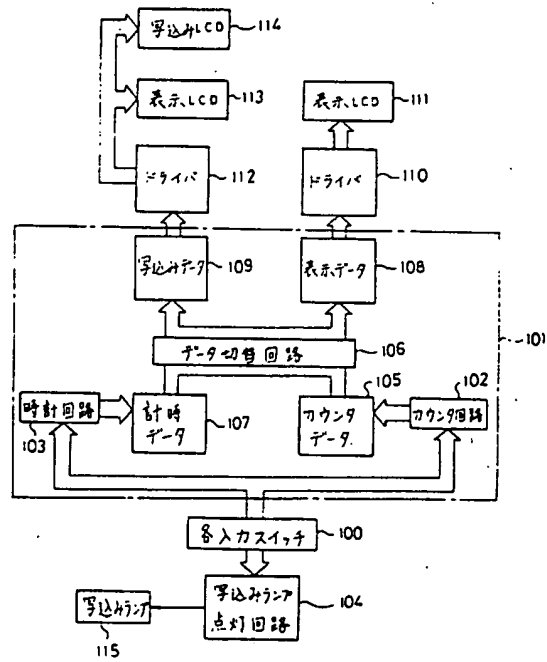 写込みLCD
114
表示LCD
113
表示LCD
111
ドライバ
112
ドライバ
110
写込みデータ
109
表示データ
108
101
データ切替回路
106
時計回路
103
計時
データ
107
105
カウンタ
データ
102
カウンタ回路
各入力スイッチ
100
写込みランプ
点灯回路
104
写込みランプ
115